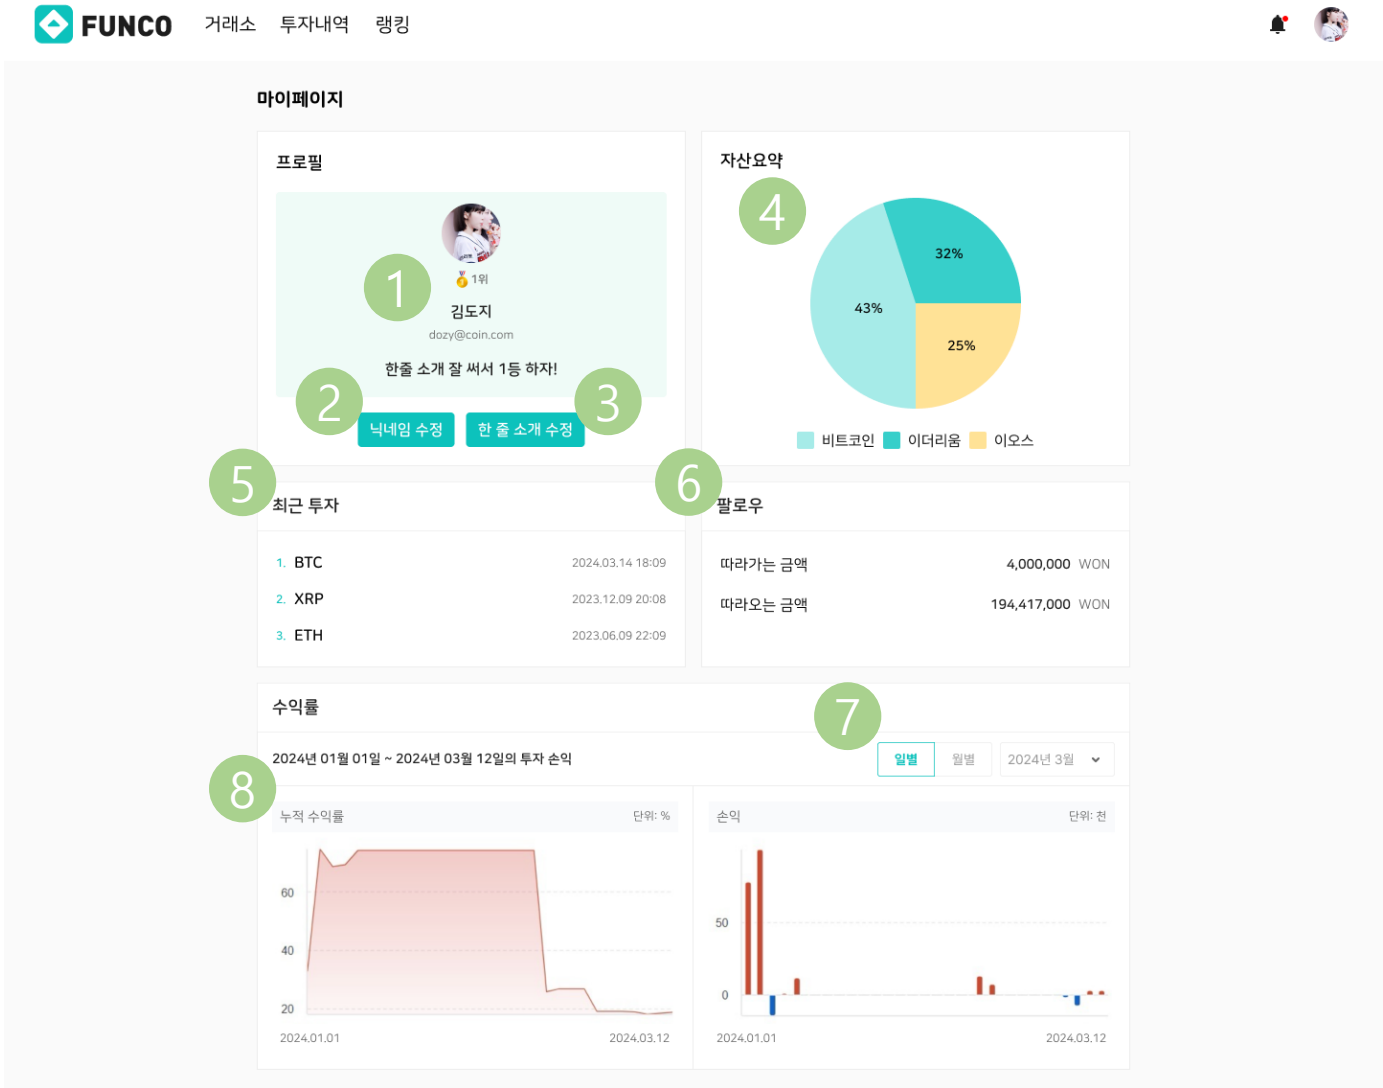 FUNCO 거래소 투자내역 랭킹
마이페이지
프로필
1
1위
김도지
dozy@coin.com
한줄 소개 잘 써서 1등 하자!
2
3
닉네임 수정 한 줄 소개 수정
자산요약
4
32%
43%
25%
비트코인 이더리움 이오스
5
최근 투자
1. BTC 2024.03.14 18:09
2. XRP 2023.12.09 20:08
3. ETH 2023.06.09 22:09
6
팔로우
따라가는 금액 4,000,000 WON
따라오는 금액 194,417,000 WON
수익률
7
2024년 01월 01일 ~ 2024년 03월 12일의 투자 손익 일별 월별 2024년 3월
8
누적 수익률 단위: %
60
40
20
2024.01.01 2024.03.12
손익 단위: 천
50
0
2024.01.01 2024.03.12